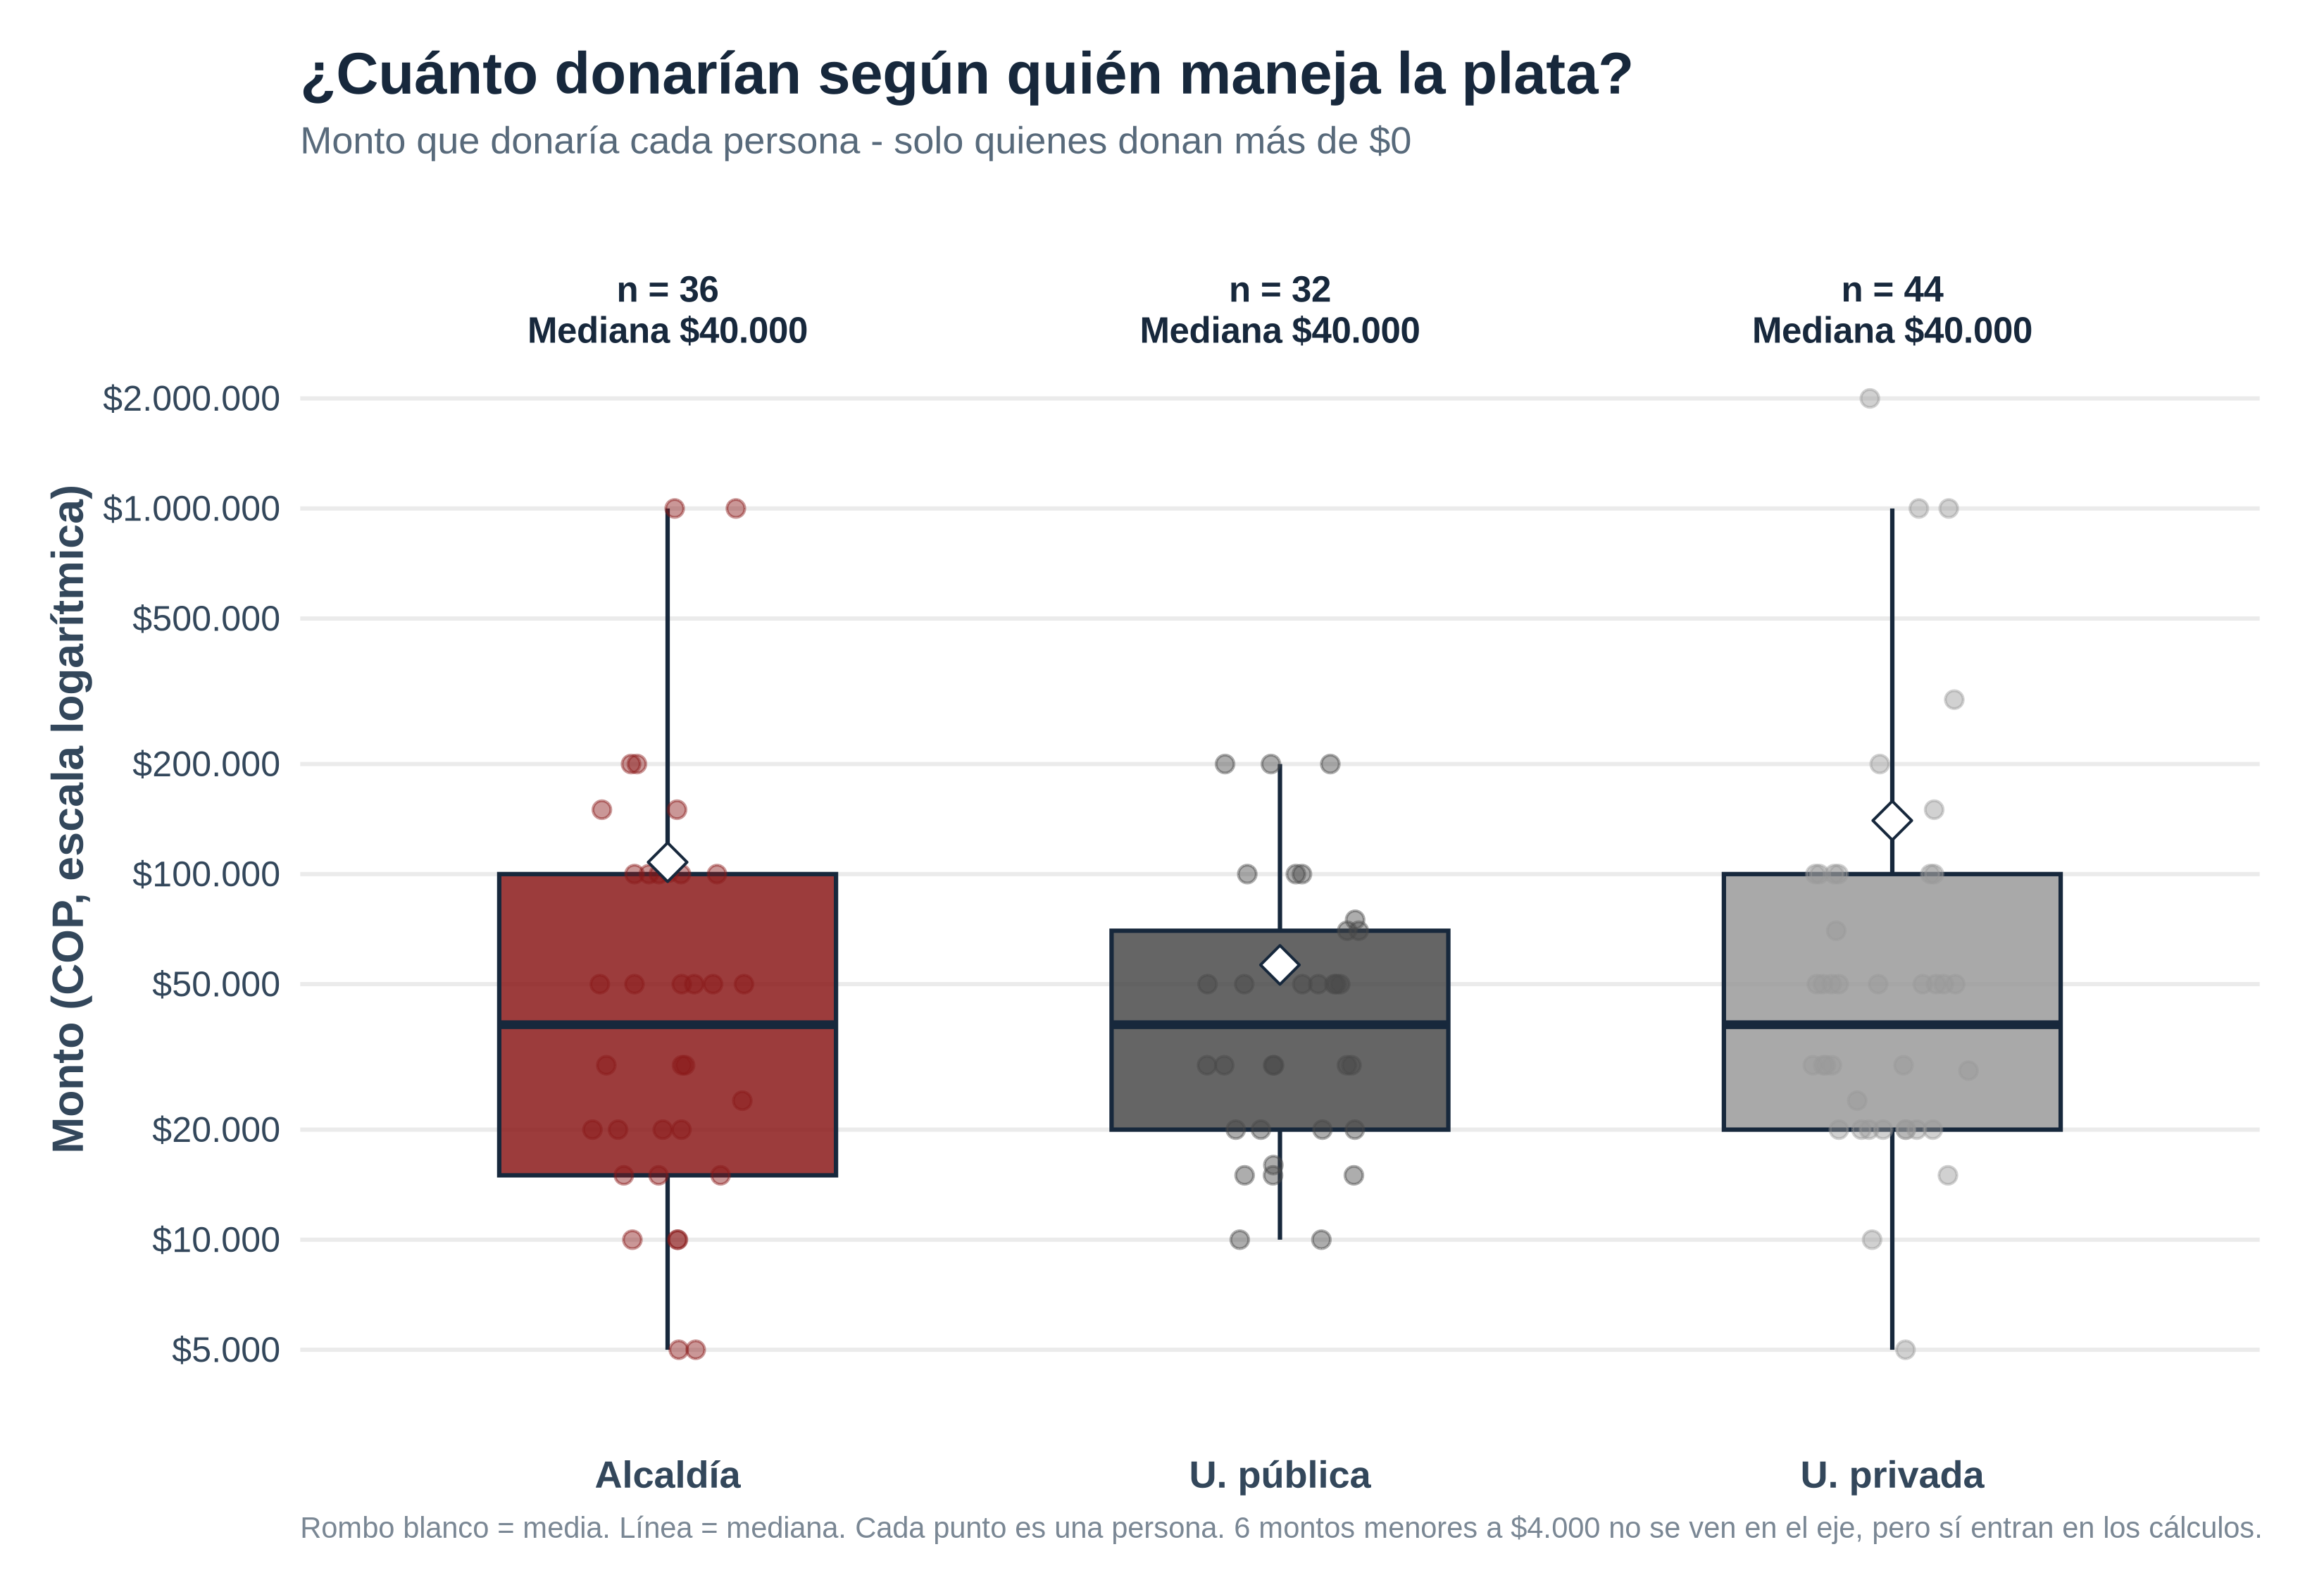 ¿Cuánto donarían según quién maneja la plata?
Monto que donaría cada persona - solo quienes donan más de $0
n = 36
Mediana $40.000
n = 32
Mediana $40.000
n = 44
Mediana $40.000
Monto (COP, escala logarítmica)
$2.000.000
$1.000.000
$500.000
$200.000
$100.000
$50.000
$20.000
$10.000
$5.000
Alcaldía
U. pública
U. privada
Rombo blanco = media. Línea = mediana. Cada punto es una persona. 6 montos menores a $4.000 no se ven en el eje, pero sí entran en los cálculos.